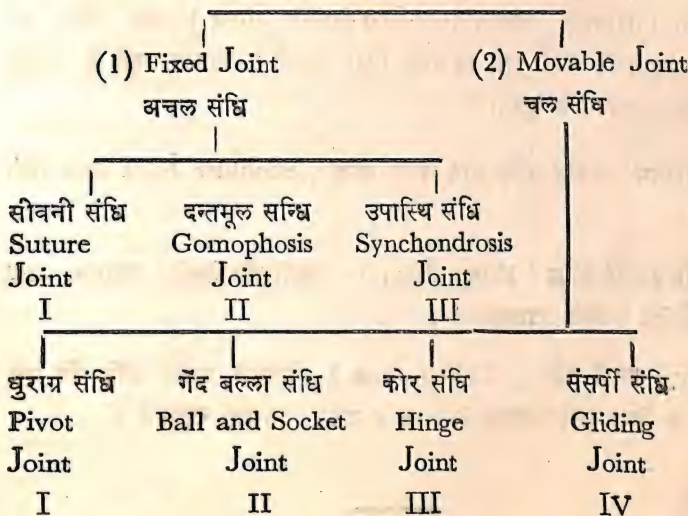 (1) Fixed Joint (2) Movable Joint
अचल संधि चल संधि
सीवनी संधि दन्तमूल सन्धि उपास्थि संधि
Suture Gomophosis Synchondrosis
Joint Joint Joint
I II III
धुराग्र संधि गेंद बल्ला संधि कोर संधि संसर्पी संधि.
Pivot Ball and Socket Hinge Gliding
Joint Joint Joint Joint
I II III IV